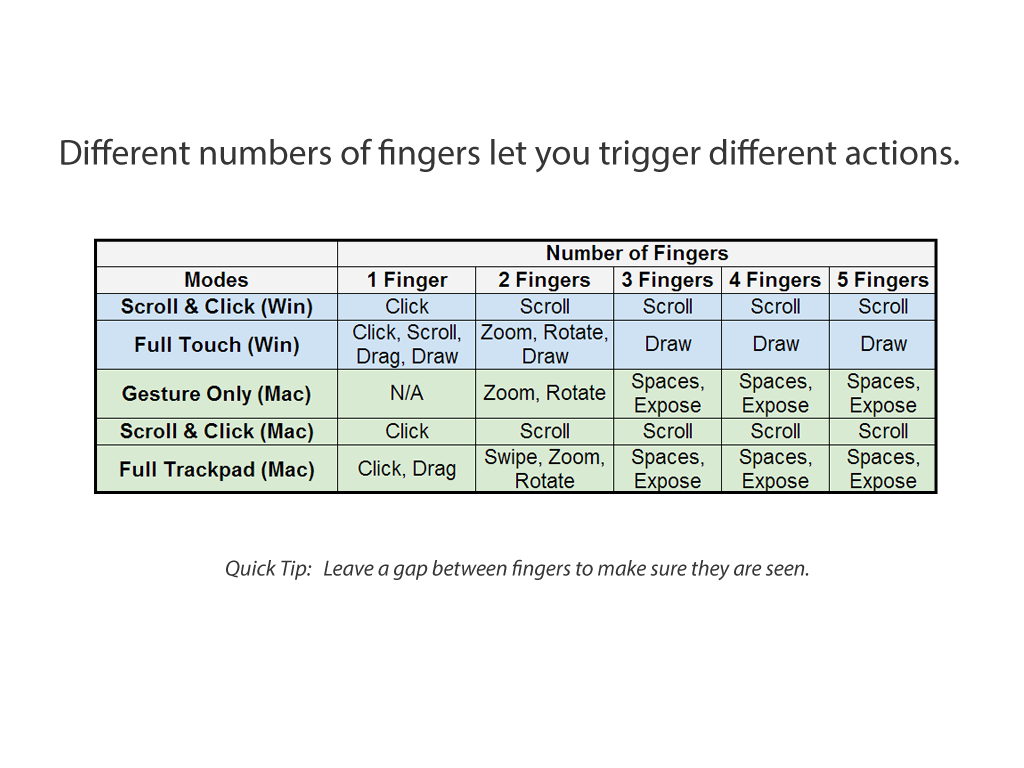 Different numbers of fingers let you trigger different actions.
Number of Fingers
Modes 1 Finger 2 Fingers 3 Fingers 4 Fingers 5 Fingers
Scroll & Click (Win) Click Scroll Scroll Scroll Scroll
Full Touch (Win) Click, Scroll, Drag, Draw Zoom, Rotate, Draw Draw Draw Draw
Gesture Only (Mac) N/A Zoom, Rotate Spaces, Expose Spaces, Expose Spaces, Expose
Scroll & Click (Mac) Click Scroll Scroll Scroll Scroll
Full Trackpad (Mac) Click, Drag Swipe, Zoom, Rotate Spaces, Expose Spaces, Expose Spaces, Expose
Quick Tip: Leave a gap between fingers to make sure they are seen.